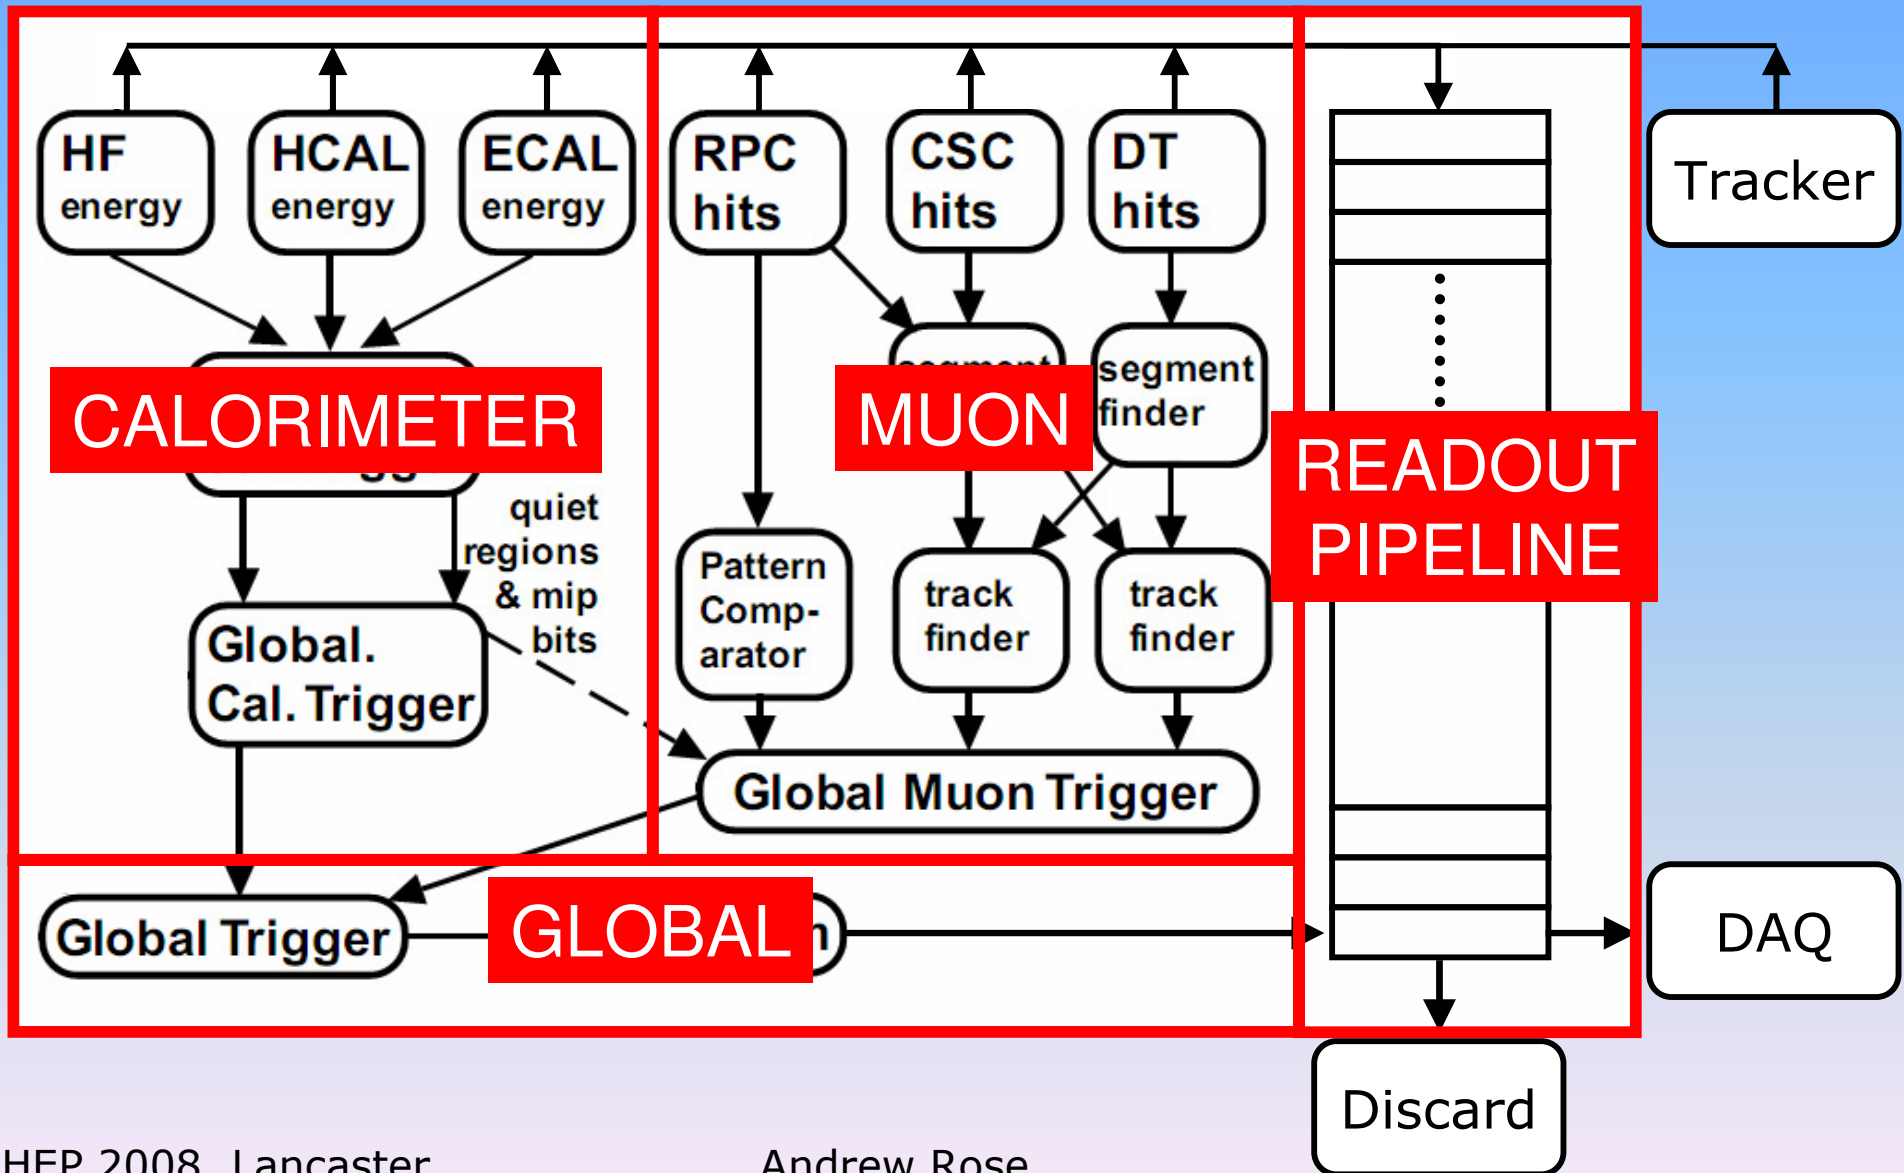 HF
energy
HCAL
energy
ECAL
energy
RPC
hits
CSC
hits
DT
hits
Tracker
CALORIMETER
MUON
segment
segment
finder
READOUT
PIPELINE
quiet
regions
& mip
bits
Pattern
Comp-
arator
track
finder
track
finder
Global.
Cal. Trigger
Global Muon Trigger
Global Trigger
GLOBAL
DAQ
Discard
HEP 2008, Lancaster
Andrew Rose